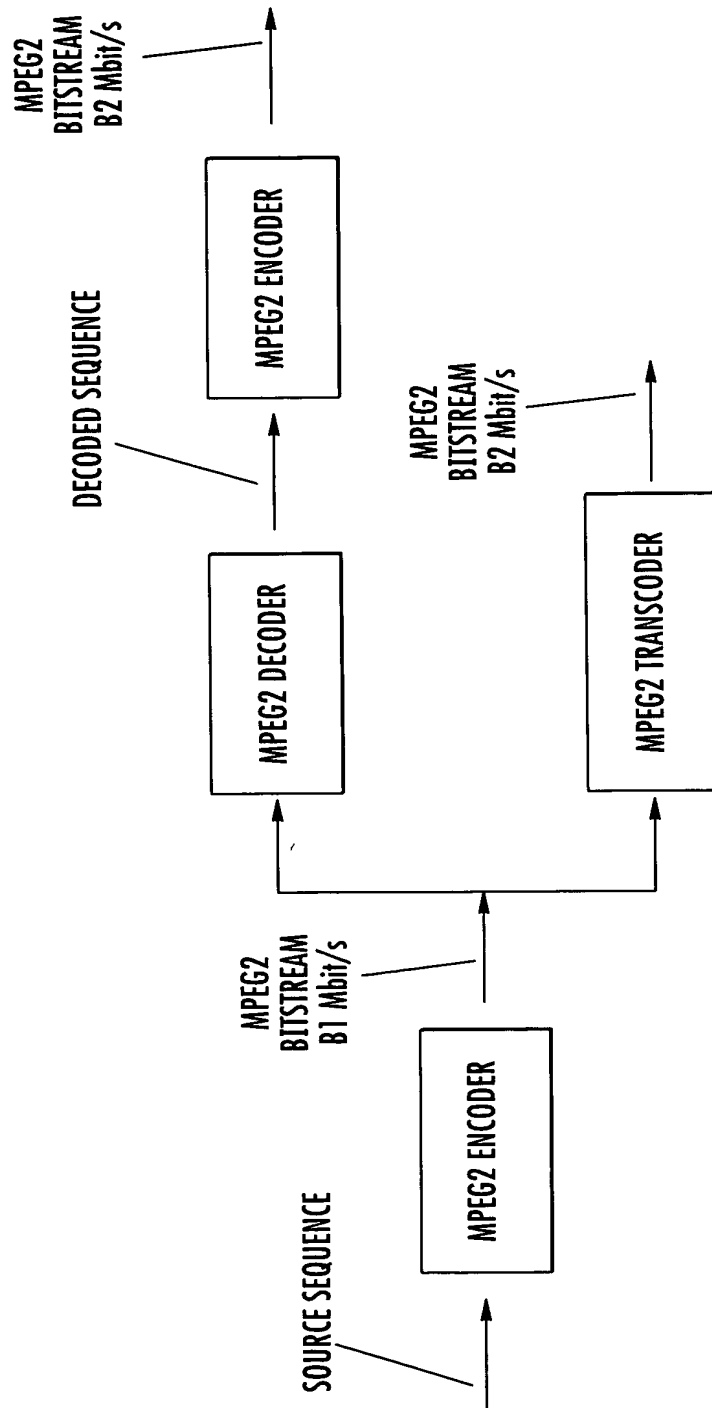 SOURCE SEQUENCE
MPEG2 ENCODER
MPEG2
BITSTREAM
B1 Mbit/s
MPEG2 DECODER
DECODED SEQUENCE
MPEG2 ENCODER
MPEG2
BITSTREAM
B2 Mbit/s
MPEG2 TRANSCODER
MPEG2
BITSTREAM
B2 Mbit/s